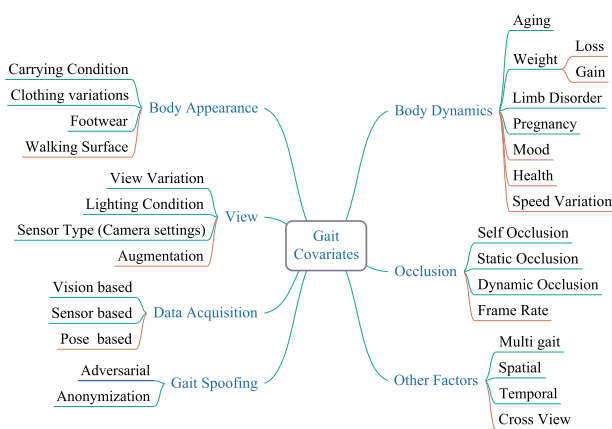 Gait
Covariates
Body Appearance
Carrying Condition
Clothing variations
Footwear
Walking Surface
View
View Variation
Lighting Condition
Sensor Type (Camera settings)
Augmentation
Data Acquisition
Vision based
Sensor based
Pose based
Gait Spoofing
Adversarial
Anonymization
Body Dynamics
Aging
Weight
Loss
Gain
Limb Disorder
Pregnancy
Mood
Health
Speed Variation
Occlusion
Self Occlusion
Static Occlusion
Dynamic Occlusion
Frame Rate
Other Factors
Multi gait
Spatial
Temporal
Cross View